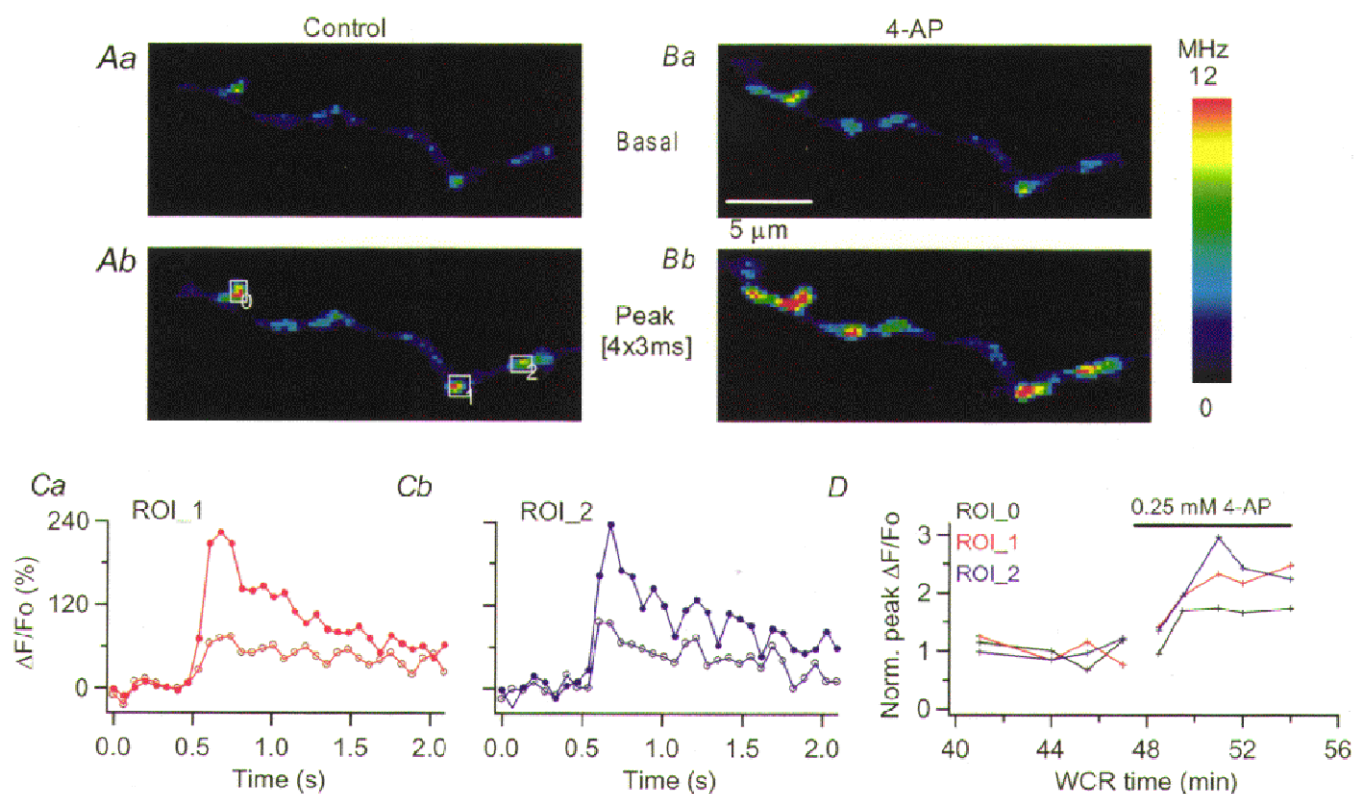 Control
4-AP
Aa
Ba
MHz
12
Basal
5 μm
0
Ab
0
1
2
Bb
Peak
[4x3ms]
Ca
ROI_1
ΔF/Fo (%)
240
120
0
0.0 0.5 1.0 1.5 2.0
Time (s)
Cb
ROI_2
0.0 0.5 1.0 1.5 2.0
Time (s)
D
0.25 mM 4-AP
ROI_0
ROI_1
ROI_2
Norm. peak ΔF/Fo
3
2
1
0
40 44 48 52 56
WCR time (min)